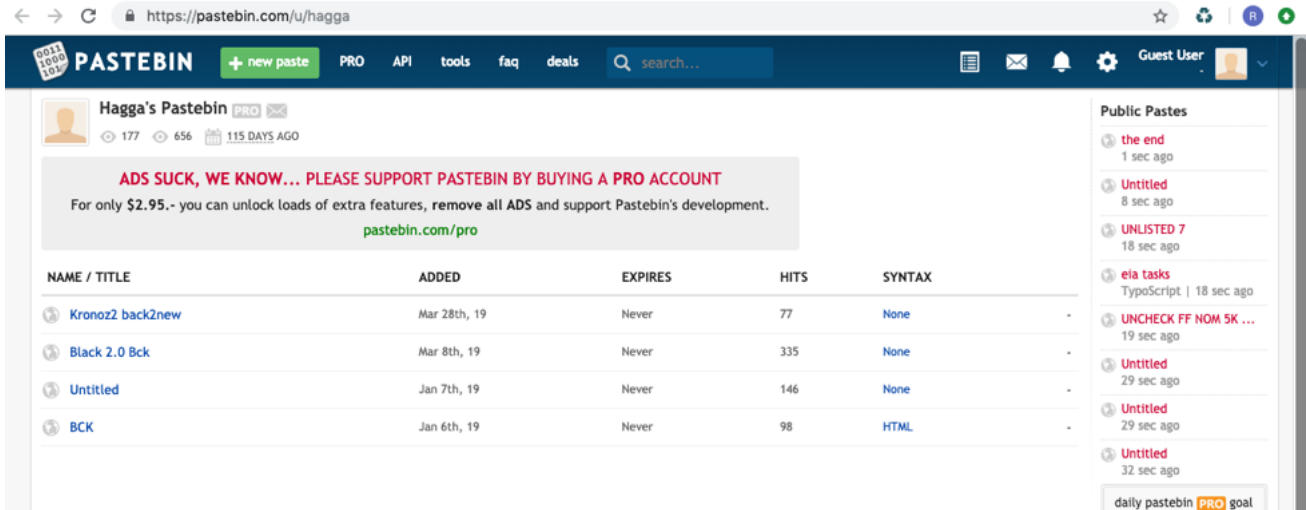 https://pastebin.com/u/hagga
0011 1000 101 PASTEBIN + new paste PRO API tools faq deals search... Guest User -
R
Hagga's Pastebin PRO
177 656 115 DAYS AGO
ADS SUCK, WE KNOW... PLEASE SUPPORT PASTEBIN BY BUYING A PRO ACCOUNT
For only $2.95.- you can unlock loads of extra features, remove all ADS and support Pastebin's development.
pastebin.com/pro
NAME / TITLE ADDED EXPIRES HITS SYNTAX
Kronoz2 back2new Mar 28th, 19 Never 77 None -
Black 2.0 Bck Mar 8th, 19 Never 335 None -
Untitled Jan 7th, 19 Never 146 None -
BCK Jan 6th, 19 Never 98 HTML -
Public Pastes
the end
1 sec ago
Untitled
8 sec ago
UNLISTED 7
18 sec ago
eia tasks
TypoScript | 18 sec ago
UNCHECK FF NOM 5K ...
19 sec ago
Untitled
29 sec ago
Untitled
29 sec ago
Untitled
32 sec ago
daily pastebin PRO goal